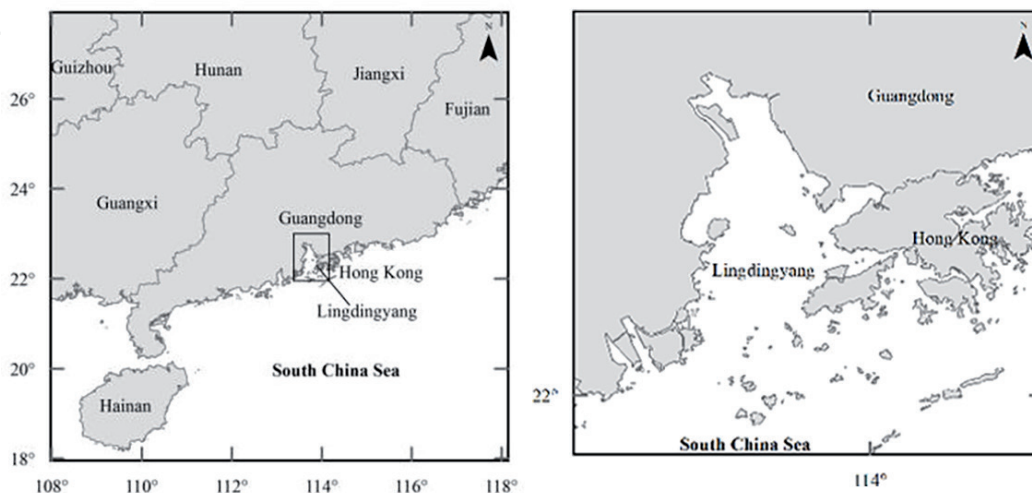 N
Guizhou
Hunan
Jiangxi
Fujian
Guangxi
Guangdong
Hong Kong
Lingdingyang
South China Sea
Hainan
26°
24°
22°
20°
18°
108°
110°
112°
114°
116°
118°
N
Guangdong
Hong Kong
Lingdingyang
22°
South China Sea
114°